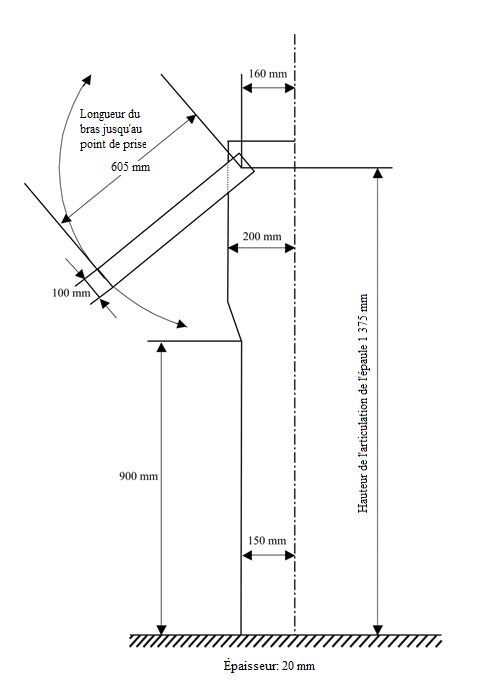 160 mm
Longueur du
bras jusqu'au
point de prise
605 mm
200 mm
100 mm
Hauteur de l'articulation de l'épaule 1 375 mm
900 mm
150 mm
Épaisseur: 20 mm